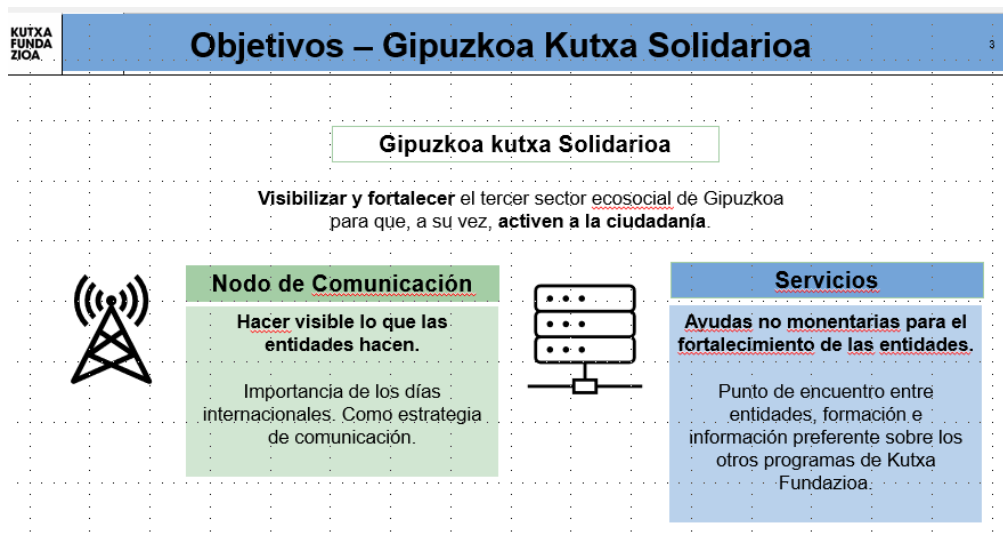 KUTXA
FUNDA
ZIOA
Objetivos – Gipuzkoa Kutxa Solidarioa
3
Gipuzkoa kutxa Solidarioa
Visibilizar y fortalecer el tercer sector ecosocial de Gipuzkoa
para que, a su vez, activen a la ciudadanía.
Nodo de Comunicación
Hacer visible lo que las
entidades hacen.
Importancia de los días
internacionales. Como estrategia
de comunicación.
Servicios
Ayudas no monentarias para el
fortalecimiento de las entidades.
Punto de encuentro entre
entidades, formación e
información preferente sobre los
otros programas de Kutxa
Fundazioa.